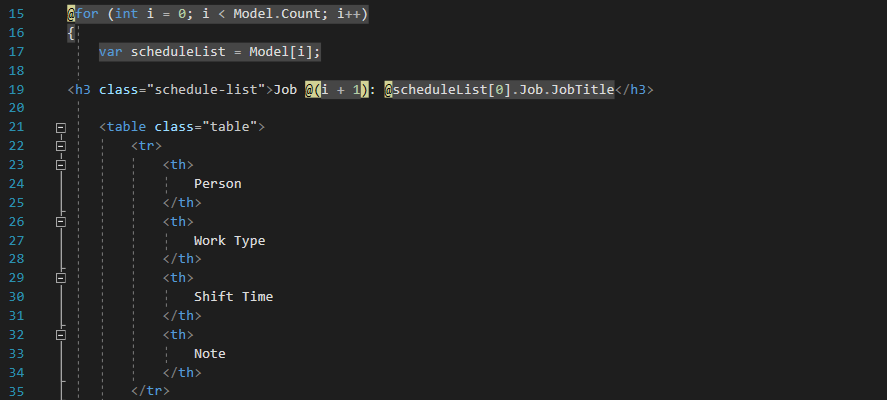 15 @for (int i = 0; i < Model.Count; i++)
16 {
17 var scheduleList = Model[i];
18
19 <h3 class="schedule-list">Job @(i + 1): @scheduleList[0].Job.JobTitle</h3>
20
21 <table class="table">
22 <tr>
23 <th>
24 Person
25 </th>
26 <th>
27 Work Type
28 </th>
29 <th>
30 Shift Time
31 </th>
32 <th>
33 Note
34 </th>
35 </tr>